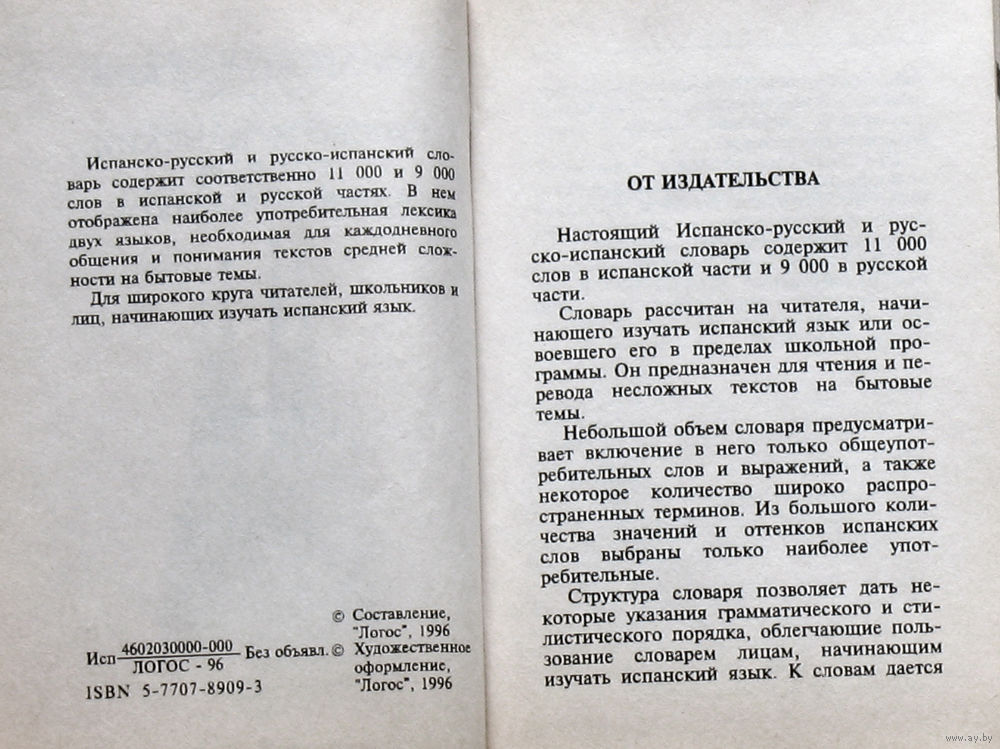 Испанско-русский и русско-испанский сло-
варь содержит соответственно 11 000 и 9 000
слов в испанской и русской частях. В нем
отображена наиболее употребительная лексика
двух языков, необходимая для каждодневного
общения и понимания текстов средней слож-
ности на бытовые темы.
Для широкого круга читателей, школьников и
лиц, начинающих изучать испанский язык.
© Составление,
"Логос", 1996
Исп 4602030000-000 Без объявл. © Художественное
ЛОГОС - 96
оформление,
"Логос", 1996
ISBN 5-7707-8909-3
ОТ ИЗДАТЕЛЬСТВА
Настоящий Испанско-русский и рус-
ско-испанский словарь содержит 11 000
слов в испанской части и 9 000 в русской
части.
Словарь рассчитан на читателя, начи-
нающего изучать испанский язык или ос-
воевшего его в пределах школьной про-
граммы. Он предназначен для чтения и пе-
ревода несложных текстов на бытовые
темы.
Небольшой объем словаря предусматри-
вает включение в него только общеупот-
ребительных слов и выражений, а также
некоторое количество широко распро-
страненных терминов. Из большого коли-
чества значений и оттенков испанских
слов выбраны только наиболее упот-
ребительные.
Структура словаря позволяет дать не-
которые указания грамматического и сти-
листического порядка, облегчающие поль-
зование словарем лицам, начинающим
изучать испанский язык. К словам дается
www.ay.by